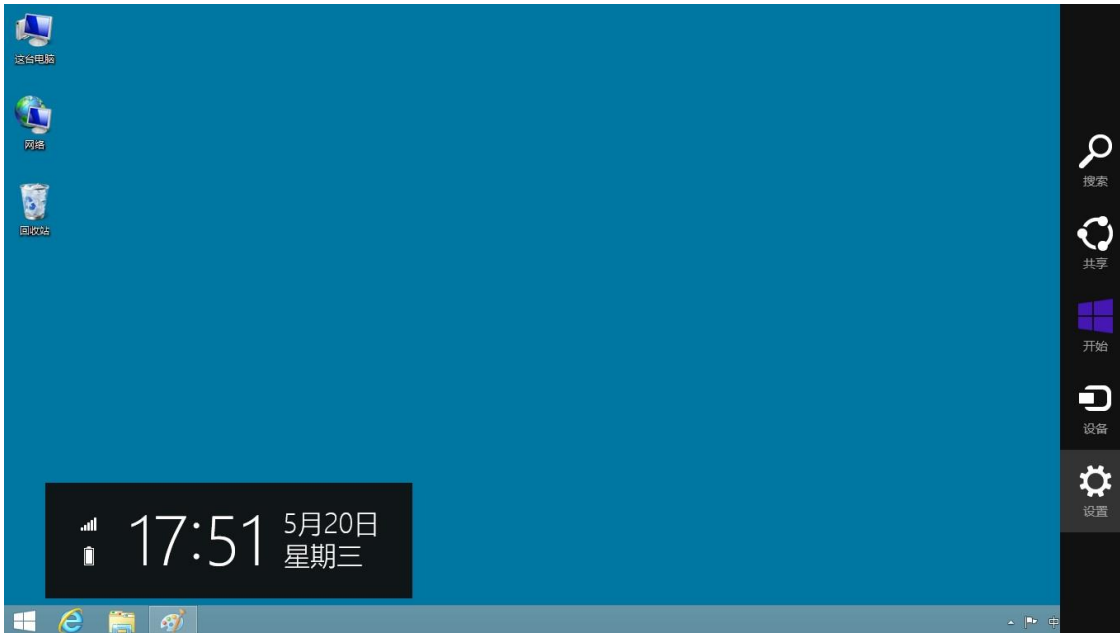 这台电脑
网络
回收站
搜索
共享
开始
设备
设置
17:51
5月20日
星期三
中